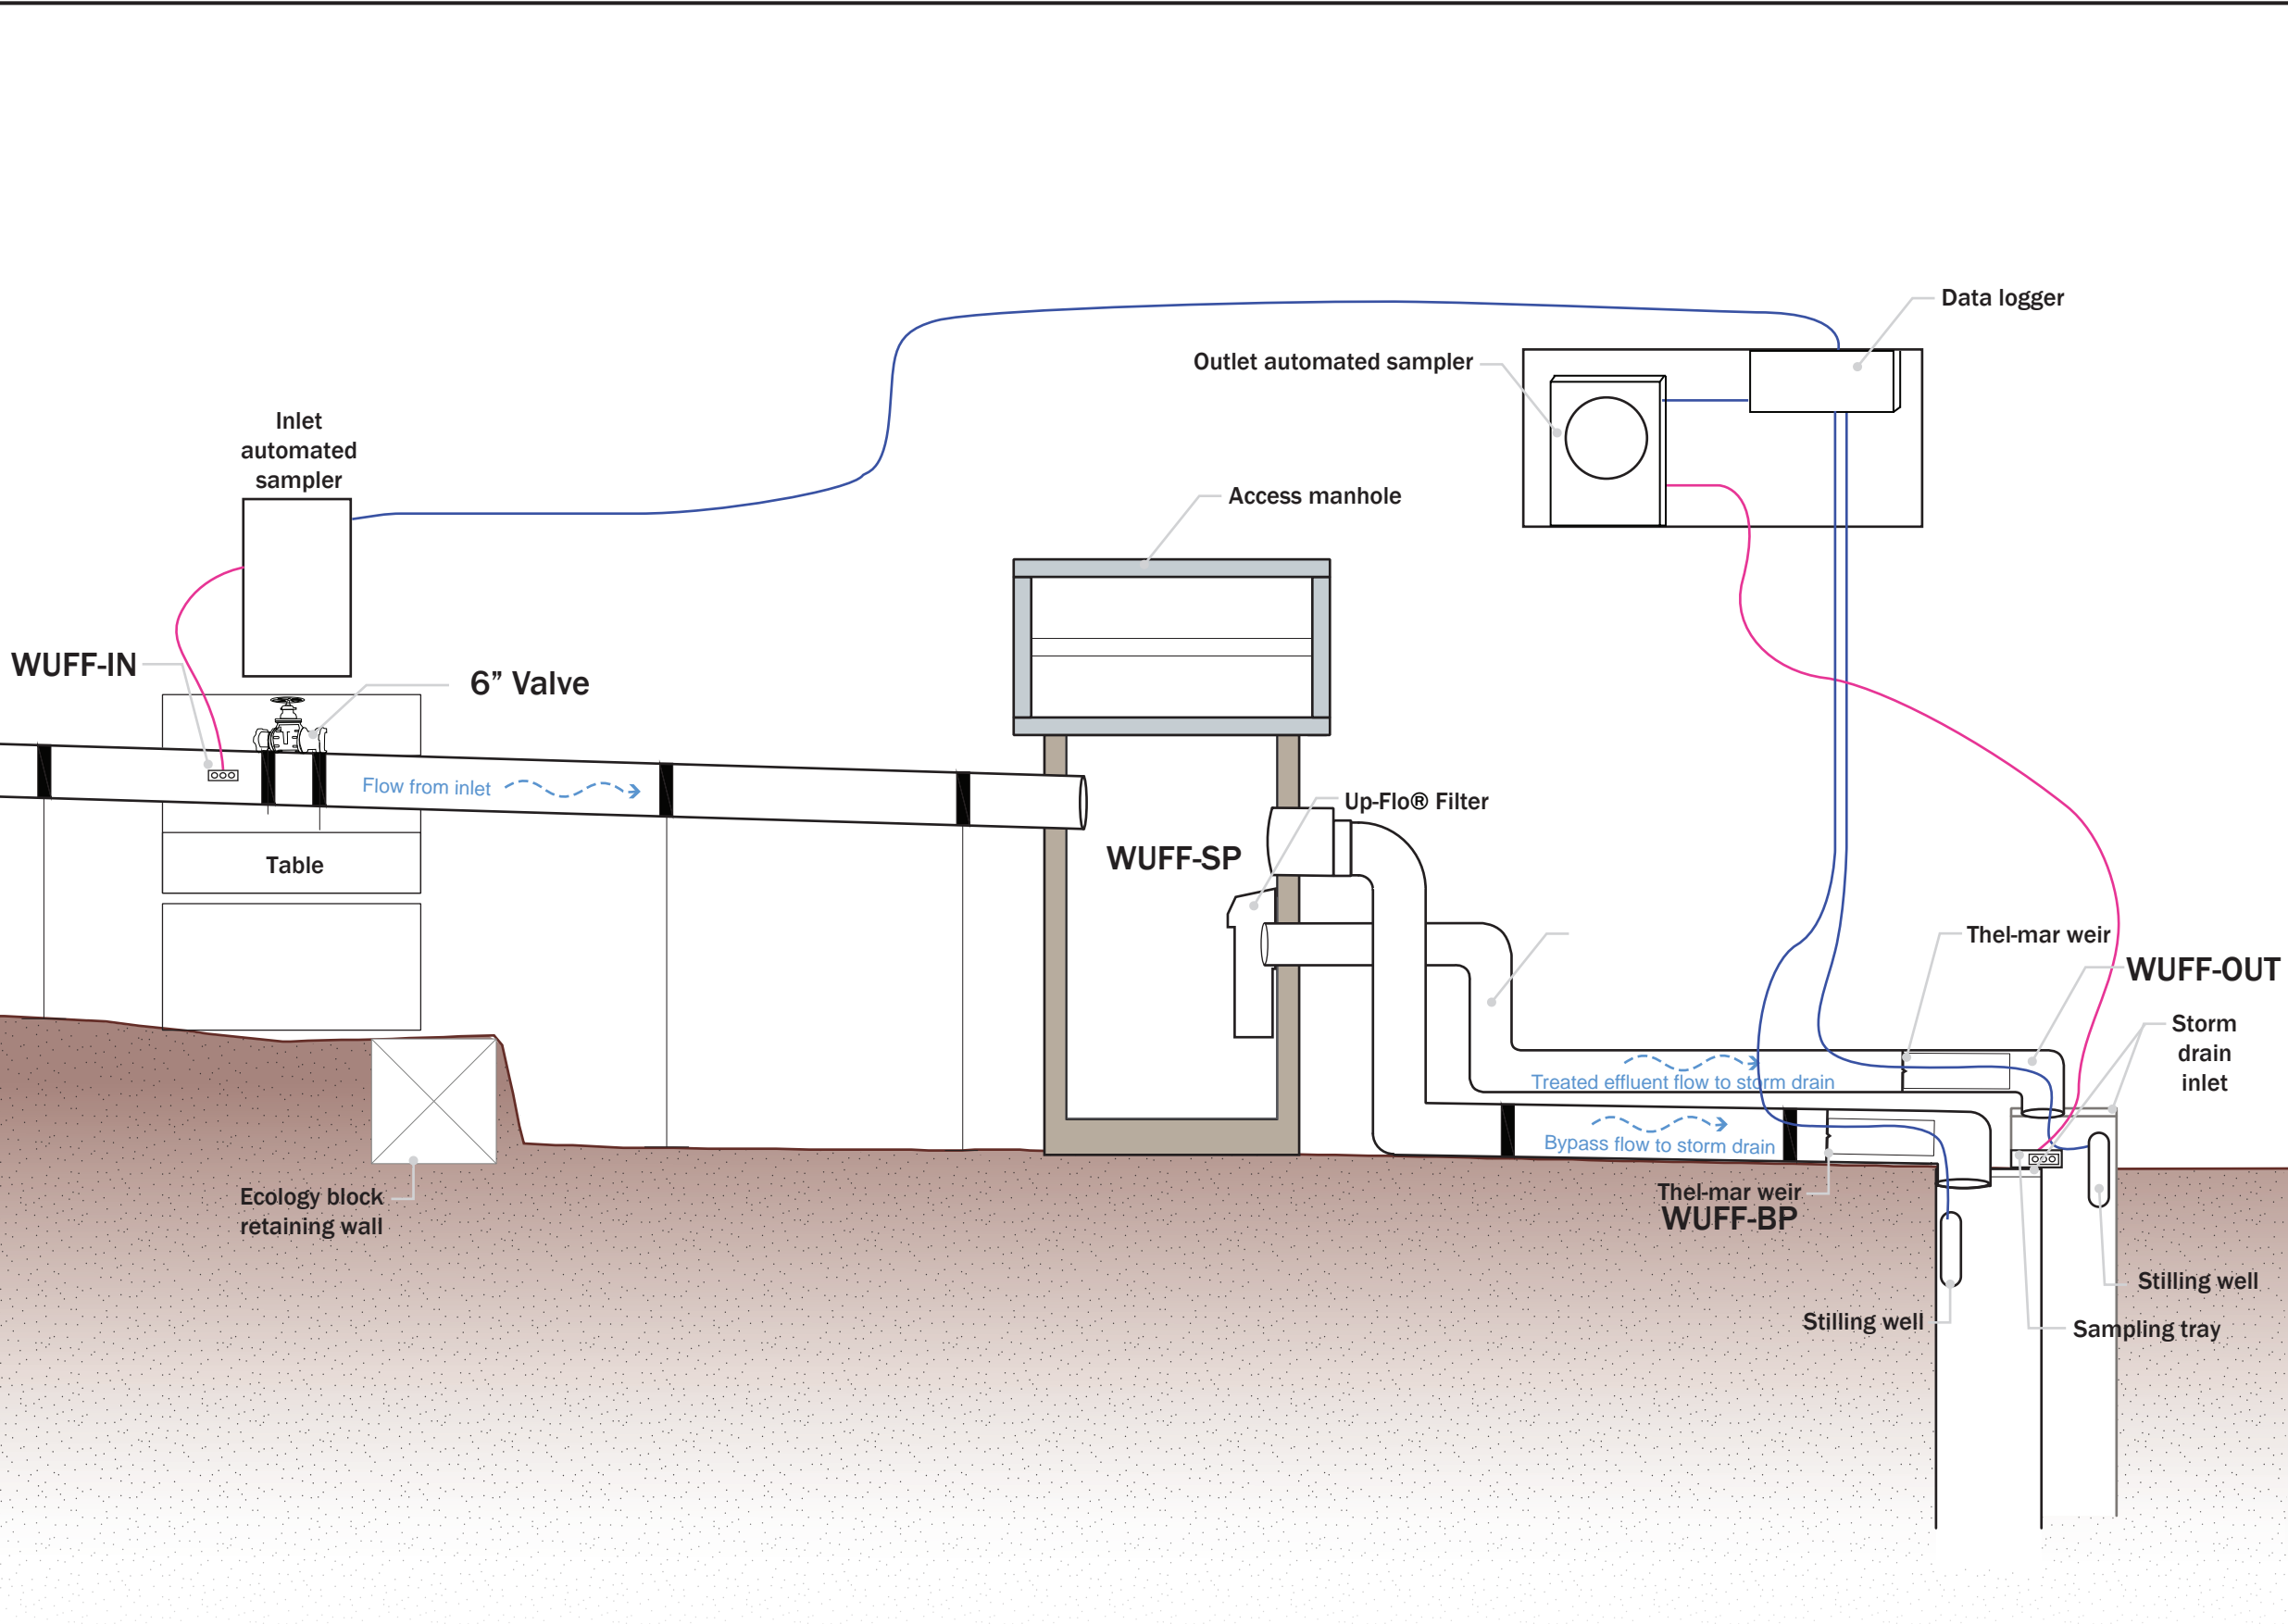 Data logger
Outlet automated sampler
Inlet
automated
sampler
Access manhole
WUFF-IN
6” Valve
Flow from inlet
Up-Flo® Filter
WUFF-SP
Table
Thel-mar weir
WUFF-OUT
Storm
drain
inlet
Treated effluent flow to storm drain
Bypass flow to storm drain
Ecology block
retaining wall
Thel-mar weir
WUFF-BP
Stilling well
Stilling well
Sampling tray